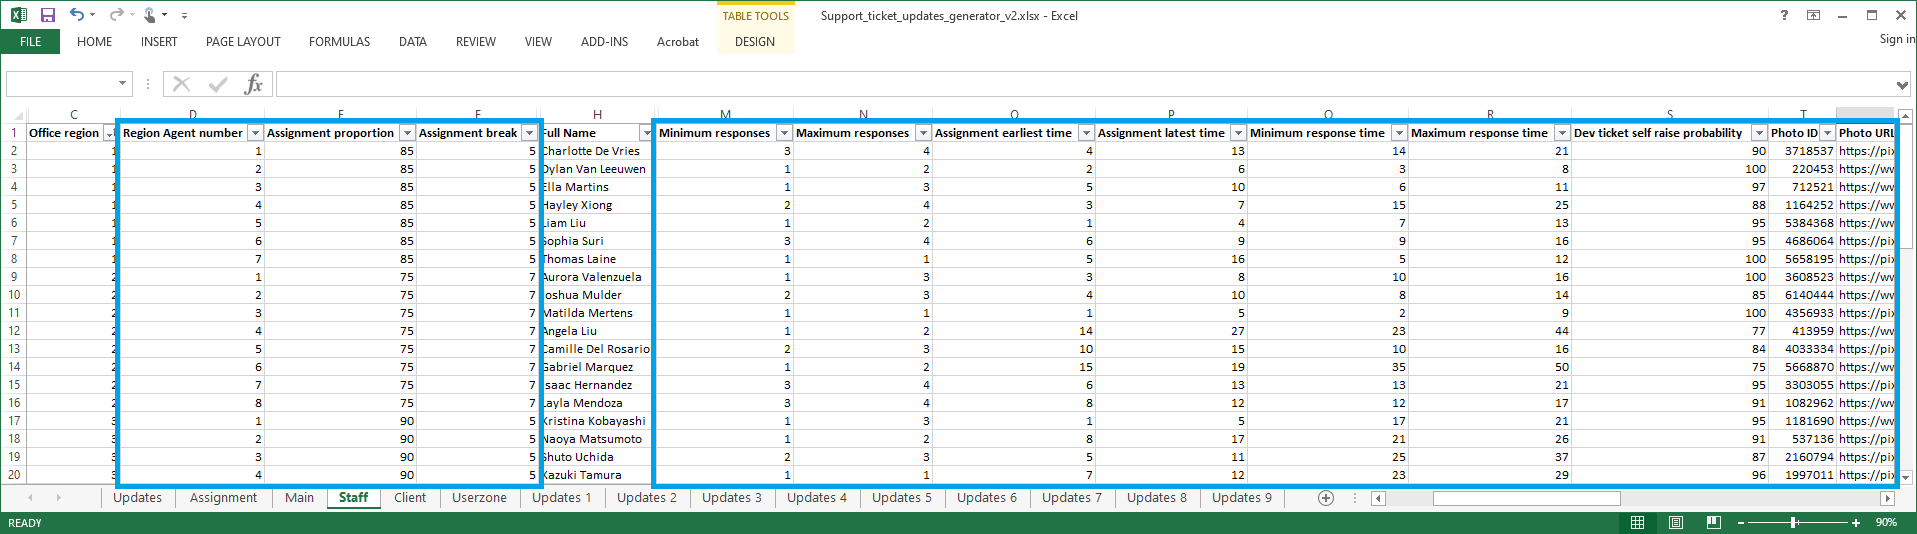 TABLE TOOLS Support_ticket_updates_generator_v2.xlsx - Excel ?
FILE HOME INSERT PAGE LAYOUT FORMULAS DATA REVIEW VIEW ADD-INS Acrobat DESIGN Sign in
fx
C D E F H M N O P Q R S T
1 Office region Region Agent number Assignment proportion Assignment break Full Name Minimum responses Maximum responses Assignment earliest time Assignment latest time Minimum response time Maximum response time Dev ticket self raise probability Photo ID Photo URL
2 1 1 85 5 Charlotte De Vries 3 4 4 13 14 21 90 3718537 https://pix
3 1 2 85 5 Dylan Van Leeuwen 1 2 2 6 3 8 100 220453 https://ww
4 1 3 85 5 Ella Martins 1 3 5 10 6 11 97 712521 https://ww
5 1 4 85 5 Hayley Xiong 2 4 3 7 15 25 88 1164252 https://ww
6 1 5 85 5 Liam Liu 1 2 1 4 7 13 95 5384368 https://ww
7 1 6 85 5 Sophia Suri 3 4 6 9 9 16 95 4686064 https://pix
8 1 7 85 5 Thomas Laine 1 1 5 16 5 12 100 5658195 https://pix
9 2 1 75 7 Aurora Valenzuela 1 3 3 8 10 16 100 3608523 https://ww
10 2 2 75 7 Joshua Mulder 2 3 4 10 8 14 85 6140444 https://ww
11 2 3 75 7 Matilda Mertens 1 1 1 5 2 9 100 4356933 https://pix
12 2 4 75 7 Angela Liu 1 2 14 27 23 44 77 413959 https://ww
13 2 5 75 7 Camille Del Rosario 2 3 10 15 10 16 84 4033334 https://pix
14 2 6 75 7 Gabriel Marquez 1 2 15 19 35 50 75 5668870 https://ww
15 2 7 75 7 Isaac Hernandez 3 4 6 13 13 21 95 3303055 https://pix
16 2 8 75 7 Layla Mendoza 3 4 8 12 12 17 91 1082962 https://ww
17 3 1 90 5 Kristina Kobayashi 1 3 1 5 17 21 95 1181690 https://ww
18 3 2 90 5 Naoya Matsumoto 1 2 8 17 21 26 91 537136 https://pix
19 3 3 90 5 Shuto Uchida 2 3 5 11 25 37 87 2160794 https://pix
20 3 4 90 5 Kazuki Tamura 1 1 7 12 23 29 96 1997011 https://pix
Updates Assignment Main Staff Client Userzone Updates 1 Updates 2 Updates 3 Updates 4 Updates 5 Updates 6 Updates 7 Updates 8 Updates 9
READY 90%